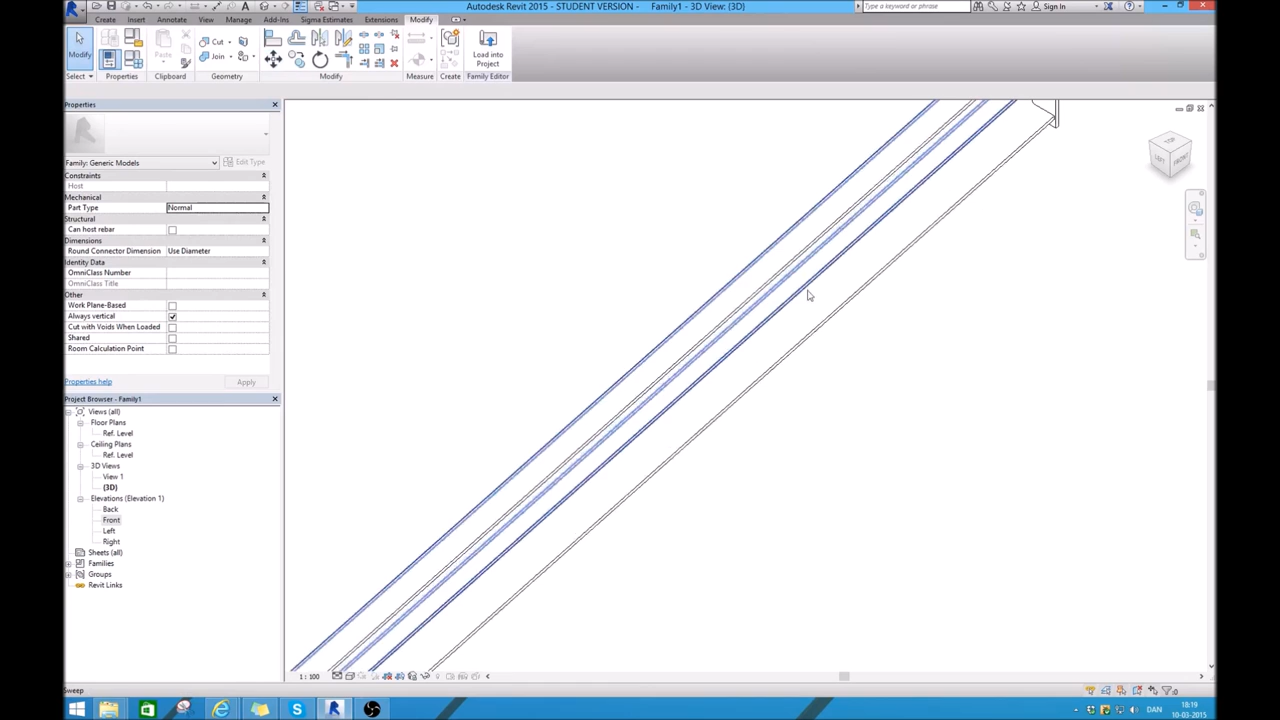 Autodesk Revit 2015 - STUDENT VERSION - Family1 - 3D View: {3D}
Type a keyword or phrase
Sign In
Create Insert Annotate View Manage Add-Ins Sigma Estimates Extensions Modify
Modify
Paste
Cut
Join
Load into
Project
Select Properties Clipboard Geometry Modify Measure Create Family Editor
Properties
Family: Generic Models
Edit Type
Constraints
Host
Mechanical
Part Type Normal
Structural
Can host rebar
Dimensions
Round Connector Dimension Use Diameter
Identity Data
OmniClass Number
OmniClass Title
Other
Work Plane-Based
Always vertical
Cut with Voids When Loaded
Shared
Room Calculation Point
Properties help
Apply
Project Browser - Family1
Views (all)
Floor Plans
Ref. Level
Ceiling Plans
Ref. Level
3D Views
View 1
{3D}
Elevations (Elevation 1)
Back
Front
Left
Right
Sheets (all)
Families
Groups
Revit Links
TOP
LEFT FRONT
1 : 100
Sweep
:0
DAN
18:19
10-03-2015